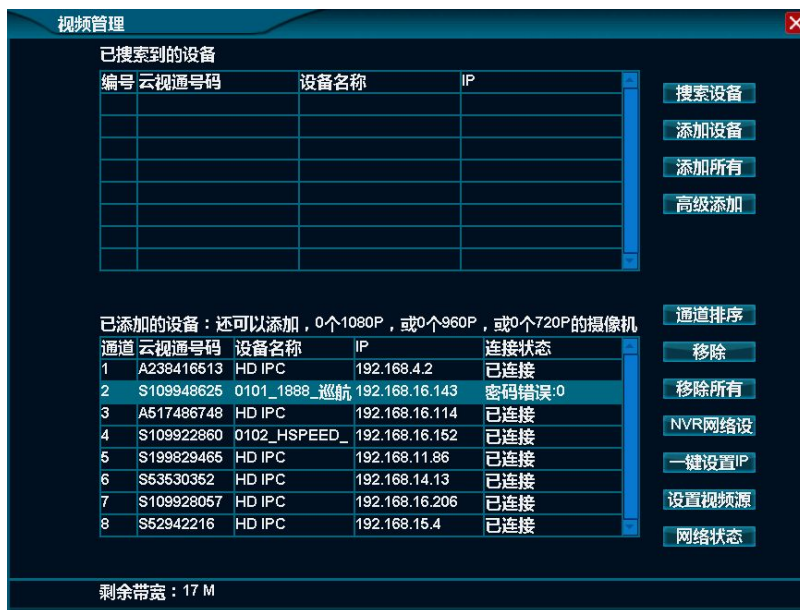 视频管理
已搜索到的设备
编号 云视通号码 设备名称 IP
搜索设备
添加设备
添加所有
高级添加
已添加的设备：还可以添加，0个1080P，或0个960P，或0个720P的摄像机
通道 云视通号码 设备名称 IP 连接状态
1 A238416513 HD IPC 192.168.4.2 已连接
2 S109948625 0101_1888_巡航 192.168.16.143 密码错误:0
3 A517486748 HD IPC 192.168.16.114 已连接
4 S109922860 0102_HSPEED_ 192.168.16.152 已连接
5 S199829465 HD IPC 192.168.11.86 已连接
6 S53530352 HD IPC 192.168.14.13 已连接
7 S109928057 HD IPC 192.168.16.206 已连接
8 S52942216 HD IPC 192.168.15.4 已连接
通道排序
移除
移除所有
NVR网络设
一键设置IP
设置视频源
网络状态
剩余带宽：17 M